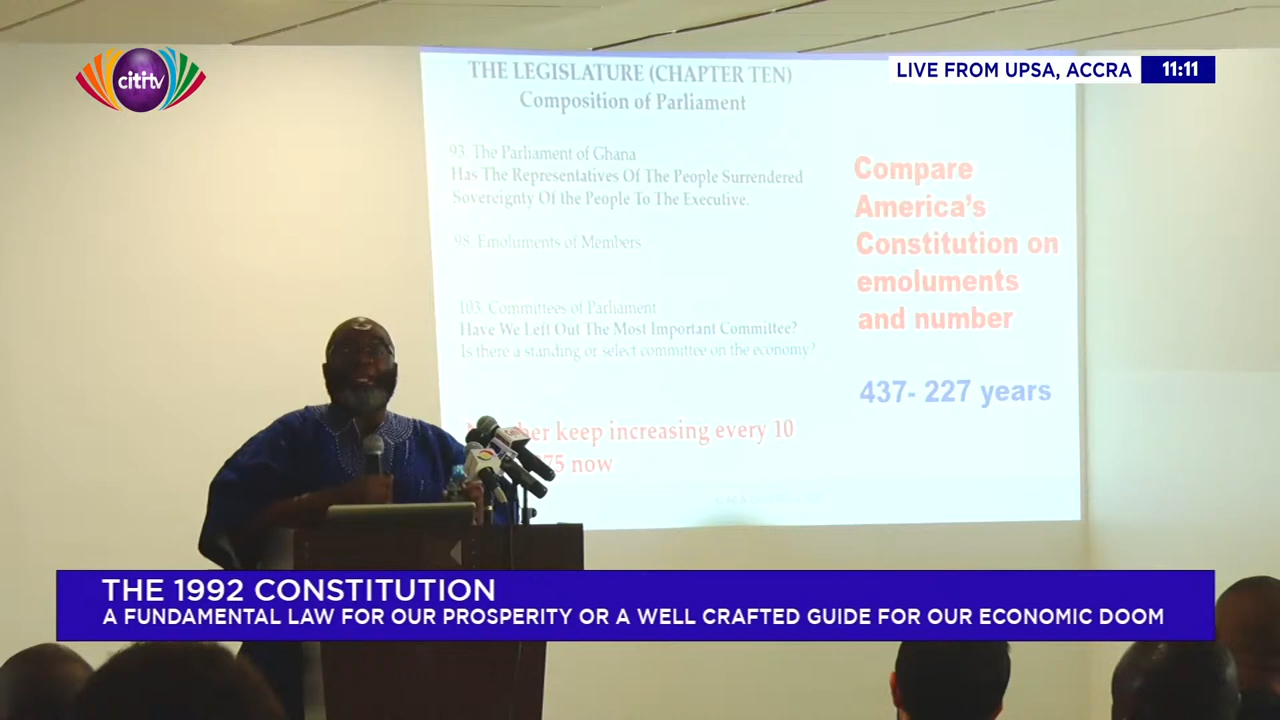 citi tv
LIVE FROM UPSA, ACCRA
11:11
THE LEGISLATURE (CHAPTER TEN)
Composition of Parliament
93. The Parliament of Ghana
Has The Representatives Of The People Surrendered
Sovereignty Of the People To The Executive.
98. Emoluments of Members
103. Committees of Parliament
Have We Left Out The Most Important Committee?
Is there a standing or select committee on the economy?
keep increasing every 10
now
Compare
America's
Constitution on
emoluments
and number
437- 227 years
THE 1992 CONSTITUTION
A FUNDAMENTAL LAW FOR OUR PROSPERITY OR A WELL CRAFTED GUIDE FOR OUR ECONOMIC DOOM